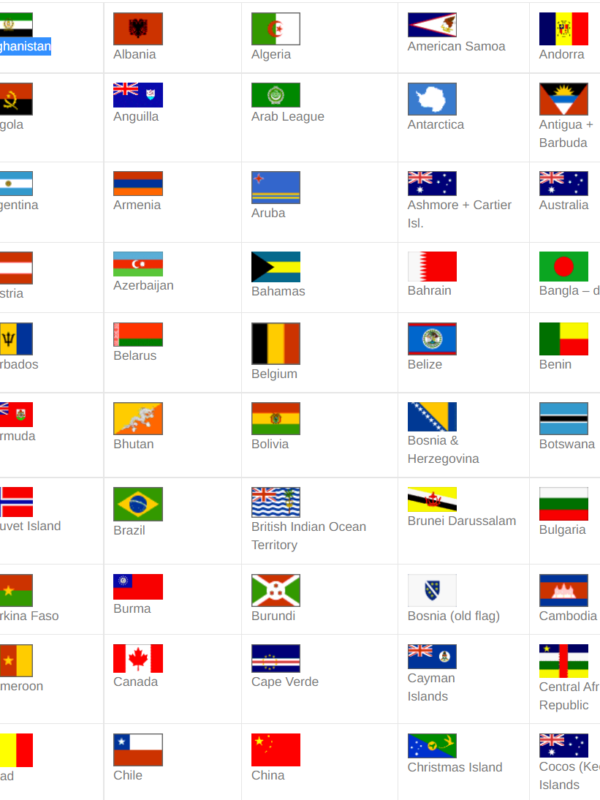 ghanistan
Albania
Algeria
American Samoa
Andorra
gola
Anguilla
Arab League
Antarctica
Antigua +
Barbuda
gentina
Armenia
Aruba
Ashmore + Cartier
Isl.
Australia
stria
Azerbaijan
Bahamas
Bahrain
Bangla – d
rbados
Belarus
Belgium
Belize
Benin
rmuda
Bhutan
Bolivia
Bosnia &
Herzegovina
Botswana
uvet Island
Brazil
British Indian Ocean
Territory
Brunei Darussalam
Bulgaria
rkina Faso
Burma
Burundi
Bosnia (old flag)
Cambodia
meroon
Canada
Cape Verde
Cayman
Islands
Central Afr
Republic
ad
Chile
China
Christmas Island
Cocos (Kee
Islands